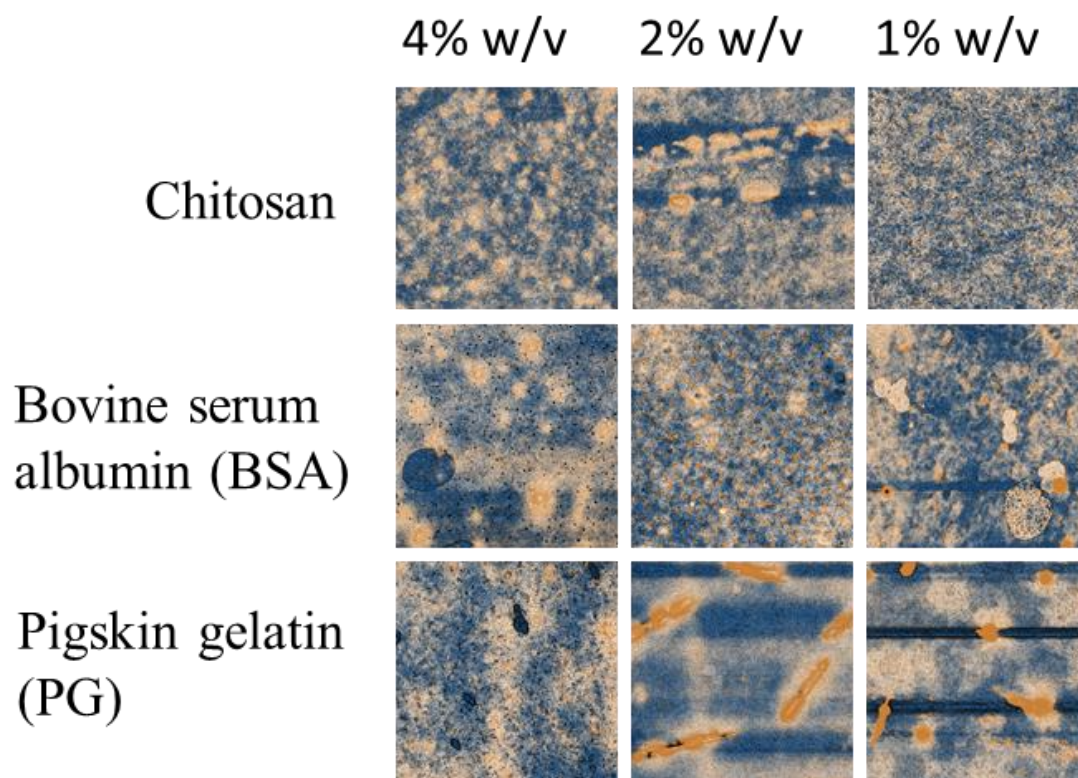 4% w/v 2% w/v 1% w/v
Chitosan
Bovine serum
albumin (BSA)
Pigskin gelatin
(PG)